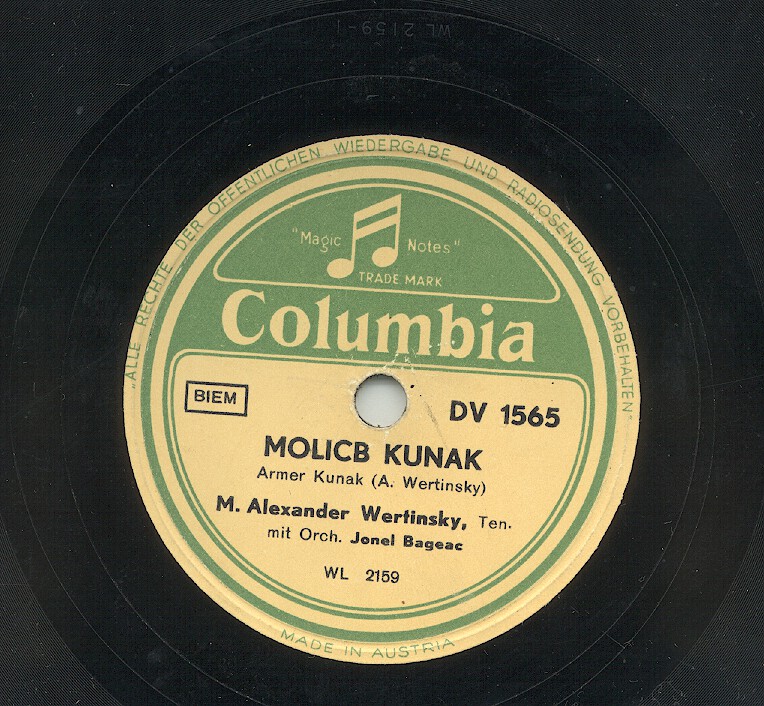 WL 2159-1
„ALLE RECHTE DER ÖFFENTLICHEN WIEDERGABE UND RADIOSENDUNG VORBEHALTEN"
"Magic Notes"
TRADE MARK
Columbia
BIEM
DV 1565
MOLICB KUNAK
Armer Kunak (A. Wertinsky)
M. Alexander Wertinsky, Ten.
mit Orch. Jonel Bageac
WL 2159
MADE IN AUSTRIA